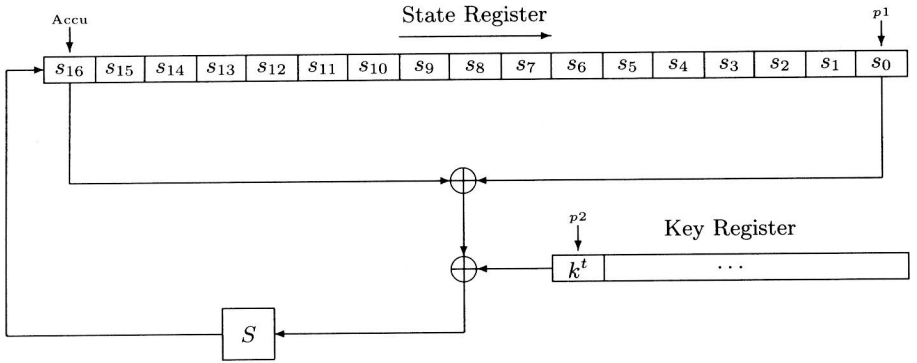 State Register
Accu
p1
s16 s15 s14 s13 s12 s11 s10 s9 s8 s7 s6 s5 s4 s3 s2 s1 s0
p2
Key Register
k^t ...
S